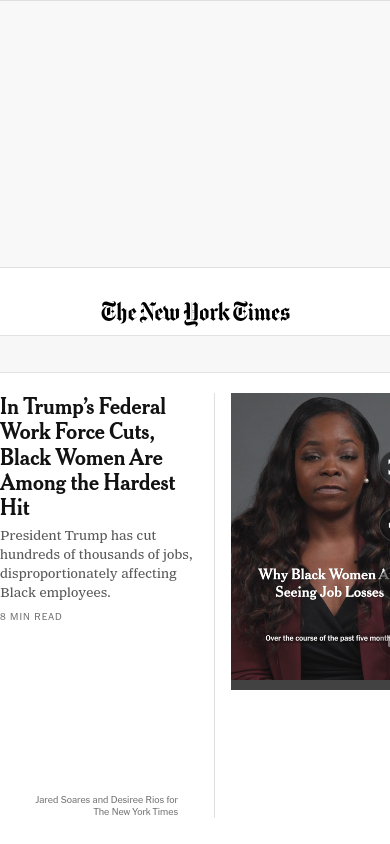 The New York Times
In Trump's Federal
Work Force Cuts,
Black Women Are
Among the Hardest
Hit
President Trump has cut
hundreds of thousands of jobs,
disproportionately affecting
Black employees.
8 MIN READ
Jared Soares and Desiree Rios for
The New York Times
Why Black Women A
Seeing Job Losses
Over the course of the past five month